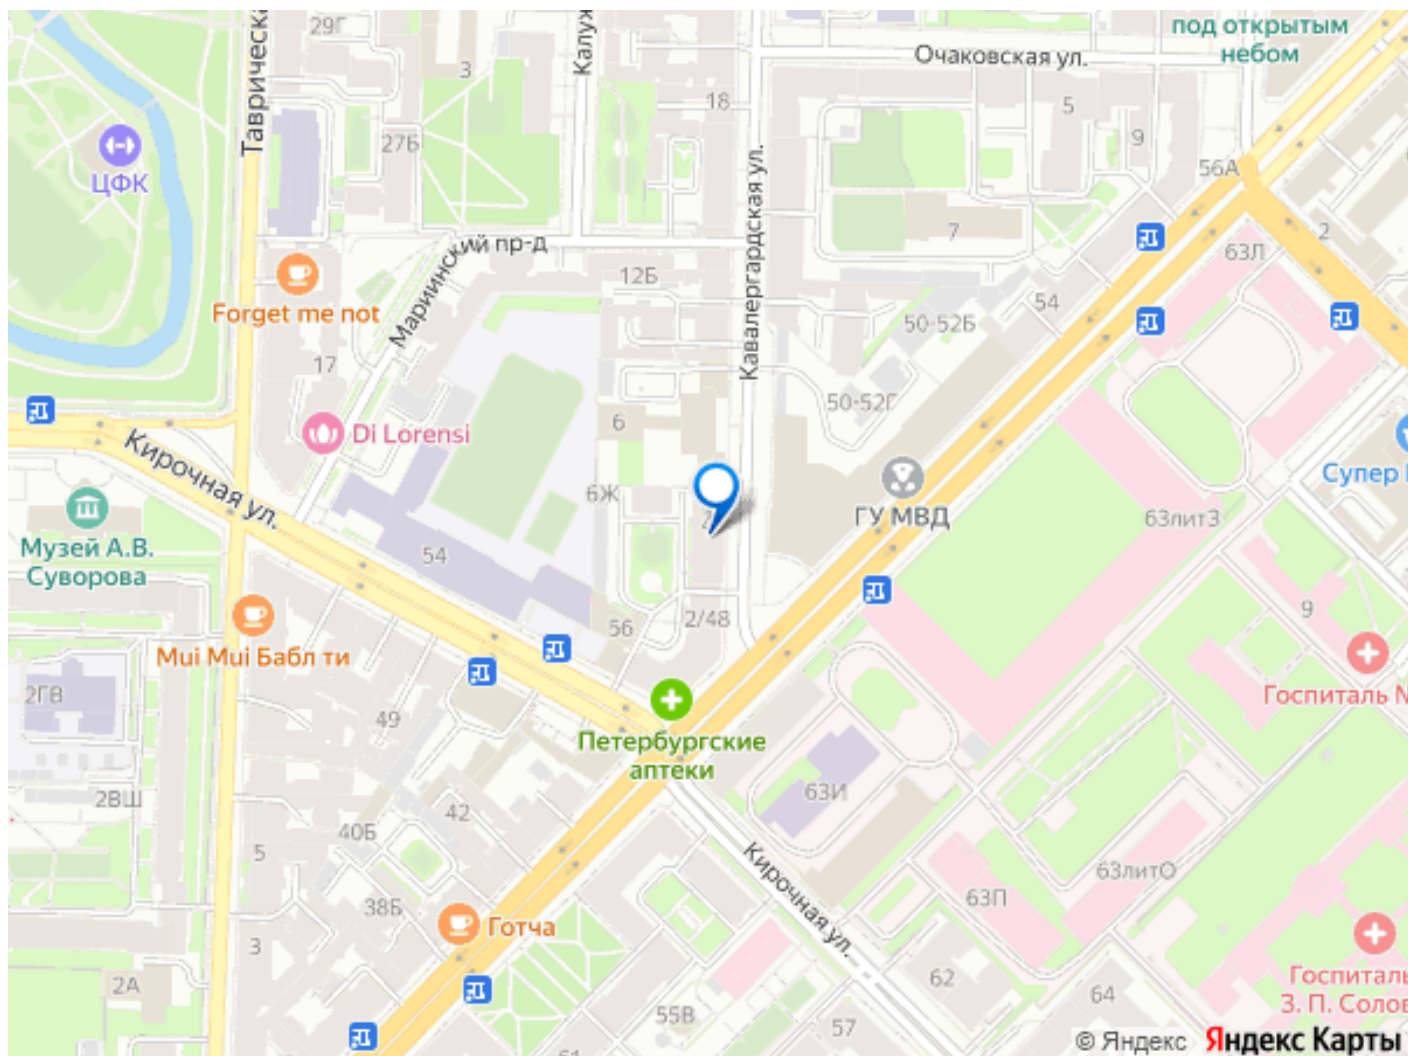 29Г
Таврическа
Калуж
3
под открытым
небом
Очаковская ул.
18
5
9
27Б
56А
ЦФК
Кавалергардская ул.
Мариинский пр-д
7
2
63Л
12Б
Forget me not
50-52Б
54
17
50-52Г
6
Di Lorensi
Кирочная ул.
Супер
6Ж
ГУ МВД
63литЗ
Музей А.В.
Суворова
54
9
56
2/48
Mui Mui Бабл ти
2ГВ
Госпиталь
49
Петербургские
аптеки
2ВШ
42
63И
40Б
5
Кирочная ул.
63литО
38Б
63П
Готча
3
2А
62
64
Госпиталь
З. П. Солов
55В
57
61
© Яндекс Яндекс Карты